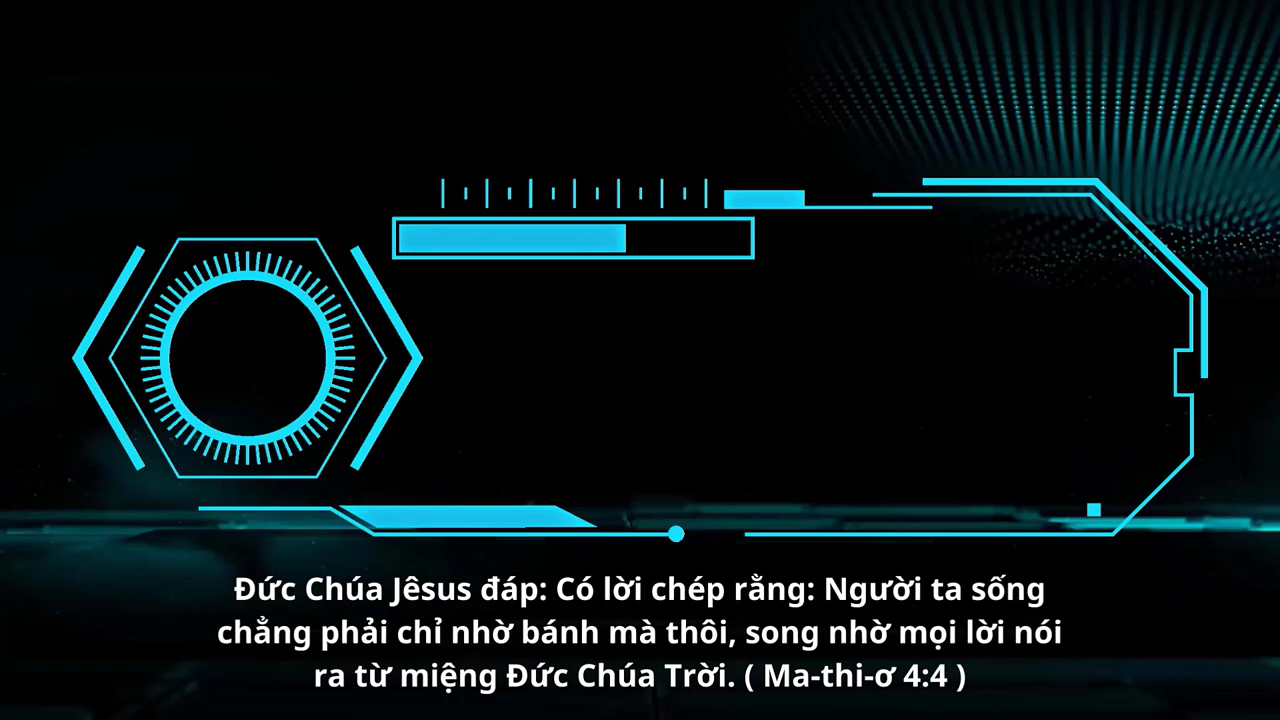 Đức Chúa Jêsus đáp: Có lời chép rằng: Người ta sống
chẳng phải chỉ nhờ bánh mà thôi, song nhờ mọi lời nói
ra từ miệng Đức Chúa Trời. ( Ma-thi-ơ 4:4 )